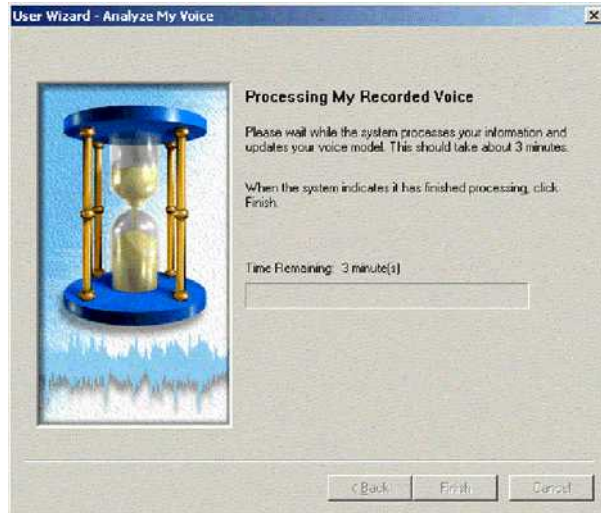 User Wizard - Analyze My Voice
Processing My Recorded Voice
Please wait while the system processes your information and
updates your voice model. This should take about 3 minutes.
When the system indicates it has finished processing, click
Finish.
Time Remaining: 3 minute(s)
< Back
Finish
Cancel